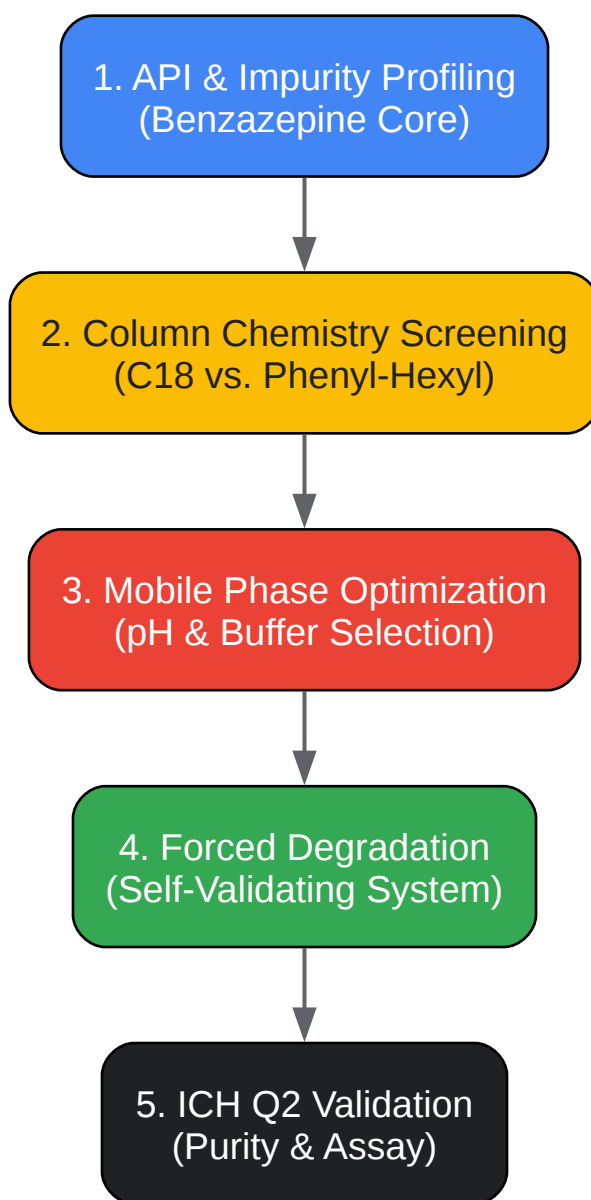 1. API & Impurity Profiling
(Benzazepine Core)
2. Column Chemistry Screening
(C18 vs. Phenyl-Hexyl)
3. Mobile Phase Optimization
(pH & Buffer Selection)
4. Forced Degradation
(Self-Validating System)
5. ICH Q2 Validation
(Purity & Assay)